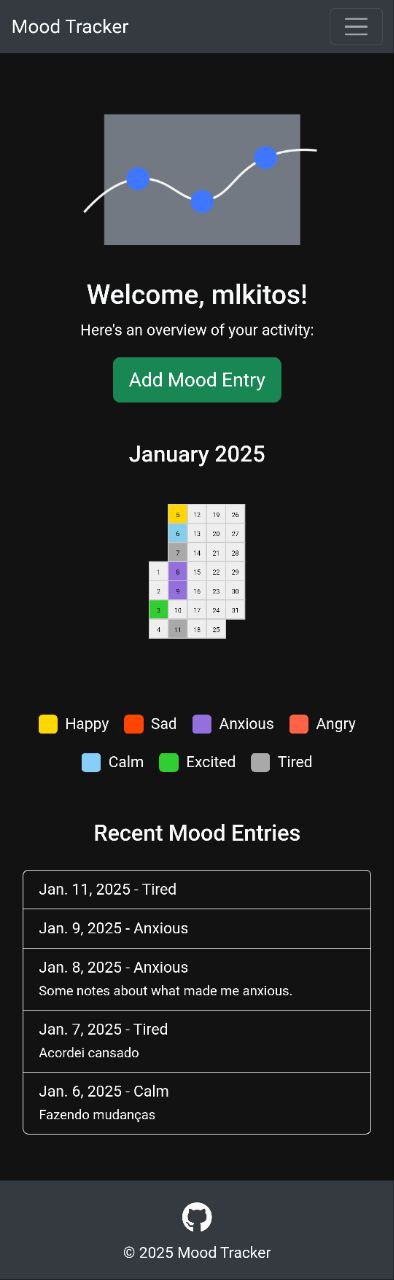 Mood Tracker
Welcome, mlkitos!
Here's an overview of your activity:
Add Mood Entry
January 2025
5 12 19 26
6 13 20 27
7 14 21 28
1 8 15 22 29
2 9 16 23 30
3 10 17 24 31
4 11 18 25
Happy Sad Anxious Angry
Calm Excited Tired
Recent Mood Entries
Jan. 11, 2025 - Tired
Jan. 9, 2025 - Anxious
Jan. 8, 2025 - Anxious
Some notes about what made me anxious.
Jan. 7, 2025 - Tired
Acordei cansado
Jan. 6, 2025 - Calm
Fazendo mudanças
© 2025 Mood Tracker